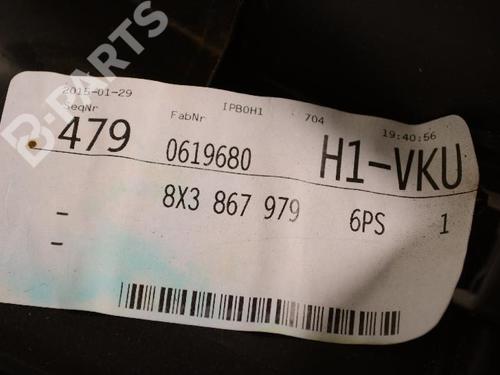 B-PARTS
2015-01-29 IPB0H1 704 19:40:56
SeqNr FabNr
479 0619680 H1-VKU
- 8X3 867 979 6PS 1
-